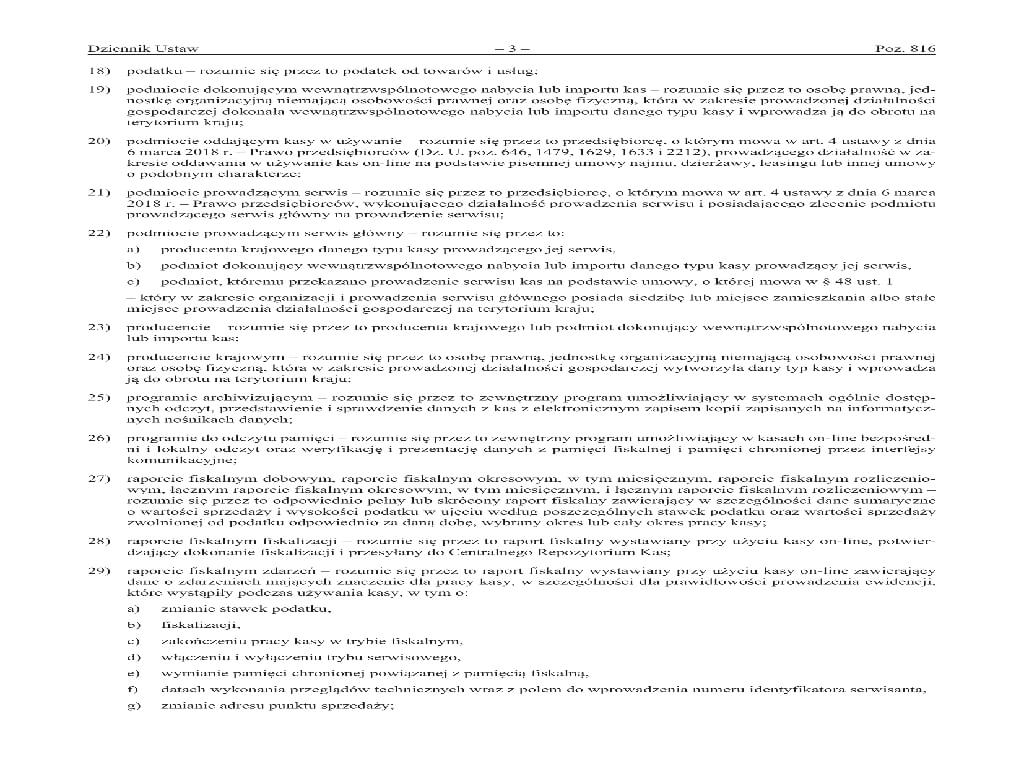 Dziennik Ustaw – 3 – Poz. 816
18) podatku – rozumie się przez to podatek od towarów i usług;
19) podmiocie dokonującym wewnątrzwspólnotowego nabycia lub importu kas – rozumie się przez to osobę prawną, jed-
nostkę organizacyjną niemającą osobowości prawnej oraz osobę fizyczną, która w zakresie prowadzonej działalności
gospodarczej dokonała wewnątrzwspólnotowego nabycia lub importu danego typu kasy i wprowadza ją do obrotu na
terytorium kraju;
20) podmiocie oddającym kasy w używanie – rozumie się przez to przedsiębiorcę, o którym mowa w art. 4 ustawy z dnia
6 marca 2018 r. – Prawo przedsiębiorców (Dz. U. poz. 646, 1479, 1629, 1633 i 2212), prowadzącego działalność w za-
kresie oddawania w używanie kas on-line na podstawie pisemnej umowy najmu, dzierżawy, leasingu lub innej umowy
o podobnym charakterze;
21) podmiocie prowadzącym serwis – rozumie się przez to przedsiębiorcę, o którym mowa w art. 4 ustawy z dnia 6 marca
2018 r. – Prawo przedsiębiorców, wykonującego działalność prowadzenia serwisu i posiadającego zlecenie podmiotu
prowadzącego serwis główny na prowadzenie serwisu;
22) podmiocie prowadzącym serwis główny – rozumie się przez to:
a) producenta krajowego danego typu kasy prowadzącego jej serwis,
b) podmiot dokonujący wewnątrzwspólnotowego nabycia lub importu danego typu kasy prowadzący jej serwis,
c) podmiot, któremu przekazano prowadzenie serwisu kas na podstawie umowy, o której mowa w § 48 ust. 1
– który w zakresie organizacji i prowadzenia serwisu głównego posiada siedzibę lub miejsce zamieszkania albo stałe
miejsce prowadzenia działalności gospodarczej na terytorium kraju;
23) producencie – rozumie się przez to producenta krajowego lub podmiot dokonujący wewnątrzwspólnotowego nabycia
lub importu kas;
24) producencie krajowym – rozumie się przez to osobę prawną, jednostkę organizacyjną niemającą osobowości prawnej
oraz osobę fizyczną, która w zakresie prowadzonej działalności gospodarczej wytworzyła dany typ kasy i wprowadza
ją do obrotu na terytorium kraju;
25) programie archiwizującym – rozumie się przez to zewnętrzny program umożliwiający w systemach ogólnie dostęp-
nych odczyt, przedstawienie i sprawdzenie danych z kas z elektronicznym zapisem kopii zapisanych na informatycz-
nych nośnikach danych;
26) programie do odczytu pamięci – rozumie się przez to zewnętrzny program umożliwiający w kasach on-line bezpośred-
ni i lokalny odczyt oraz weryfikację i prezentację danych z pamięci fiskalnej i pamięci chronionej przez interfejsy
komunikacyjne;
27) raporcie fiskalnym dobowym, raporcie fiskalnym okresowym, w tym miesięcznym, raporcie fiskalnym rozliczenio-
wym, łącznym raporcie fiskalnym okresowym, w tym miesięcznym, i łącznym raporcie fiskalnym rozliczeniowym –
rozumie się przez to odpowiednio pełny lub skrócony raport fiskalny zawierający w szczególności dane sumaryczne
o wartości sprzedaży i wysokości podatku w ujęciu według poszczególnych stawek podatku oraz wartości sprzedaży
zwolnionej od podatku odpowiednio za daną dobę, wybrany okres lub cały okres pracy kasy;
28) raporcie fiskalnym fiskalizacji – rozumie się przez to raport fiskalny wystawiany przy użyciu kasy on-line, potwier-
dzający dokonanie fiskalizacji i przesyłany do Centralnego Repozytorium Kas;
29) raporcie fiskalnym zdarzeń – rozumie się przez to raport fiskalny wystawiany przy użyciu kasy on-line zawierający
dane o zdarzeniach mających znaczenie dla pracy kasy, w szczególności dla prawidłowości prowadzenia ewidencji,
które wystąpiły podczas używania kasy, w tym o:
a) zmianie stawek podatku,
b) fiskalizacji,
c) zakończeniu pracy kasy w trybie fiskalnym,
d) włączeniu i wyłączeniu trybu serwisowego,
e) wymianie pamięci chronionej powiązanej z pamięcią fiskalną,
f) datach wykonania przeglądów technicznych wraz z polem do wprowadzenia numeru identyfikatora serwisanta,
g) zmianie adresu punktu sprzedaży;